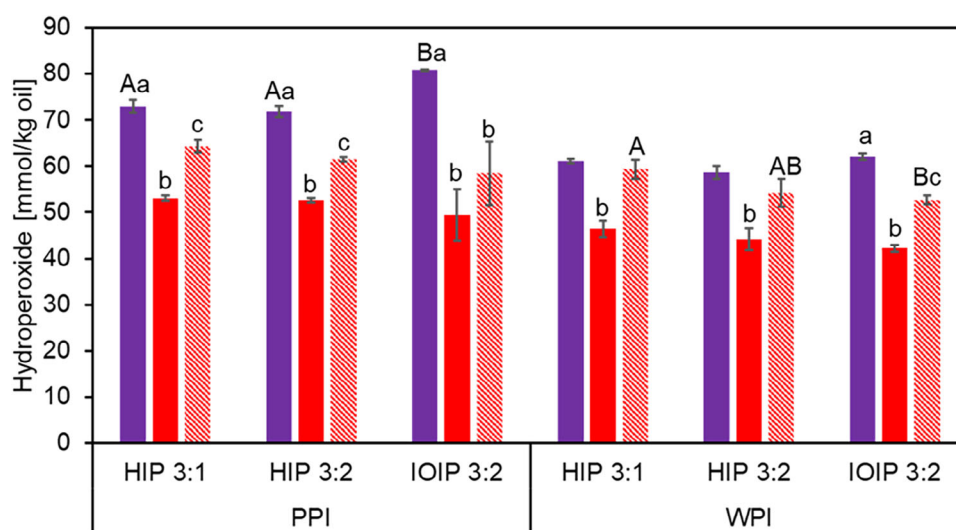 Hydroperoxide [mmol/kg oil]
90
80
70
60
50
40
30
20
10
0
Aa b c Aa b c Ba b b b A b AB a b Bc
HIP 3:1 HIP 3:2 IOIP 3:2 HIP 3:1 HIP 3:2 IOIP 3:2
PPI WPI